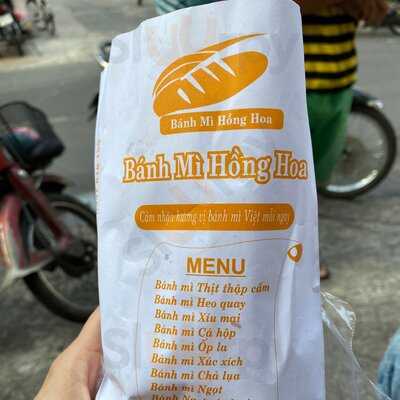 Bánh Mì Hồng Hoa
Bánh Mì Hồng Hoa
Cảm nhận hương vị bánh mì Việt mỗi ngày
MENU
Bánh mì Thịt thập cẩm
Bánh mì Heo quay
Bánh mì Xíu mại
Bánh mì Cá hộp
Bánh mì Ốp la
Bánh mì Xúc xích
Bánh mì Chả lụa
Bánh mì Ngọt